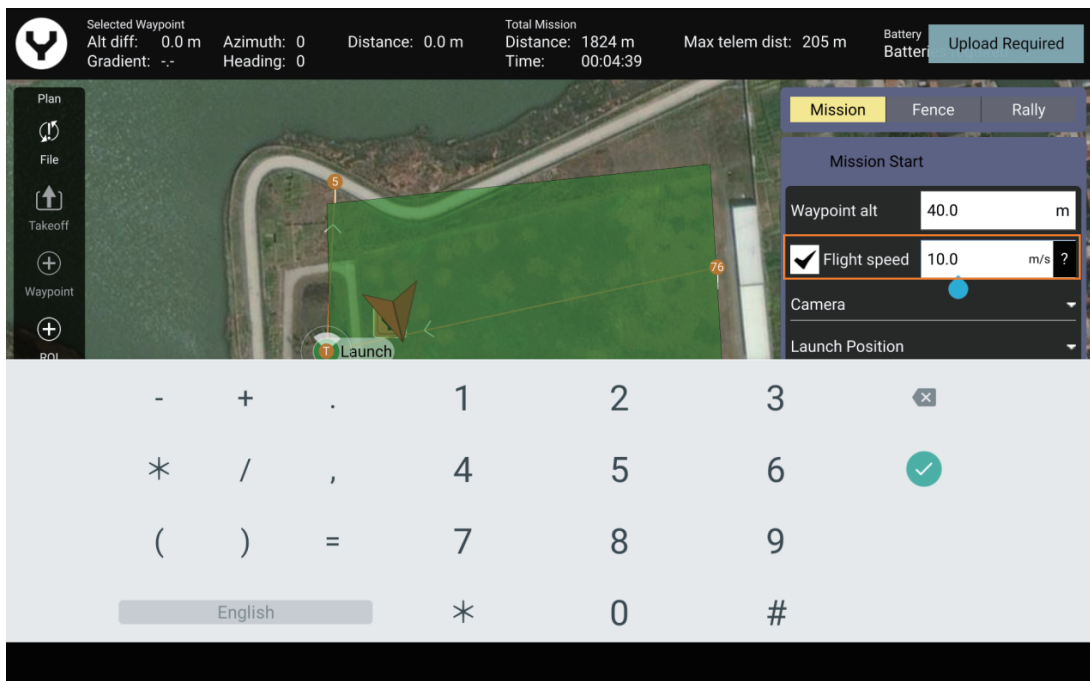 Selected Waypoint
Alt diff: 0.0 m Azimuth: 0 Distance: 0.0 m
Gradient: -.- Heading: 0
Total Mission
Distance: 1824 m Max telem dist: 205 m
Time: 00:04:39
Battery
Upload Required
Plan
File
Takeoff
Waypoint
ROI
5
76
T Launch
Mission Fence Rally
Mission Start
Waypoint alt 40.0 m
Flight speed 10.0 m/s ?
Camera
Launch Position
- + . 1 2 3
* / , 4 5 6
( ) = 7 8 9
English * 0 #